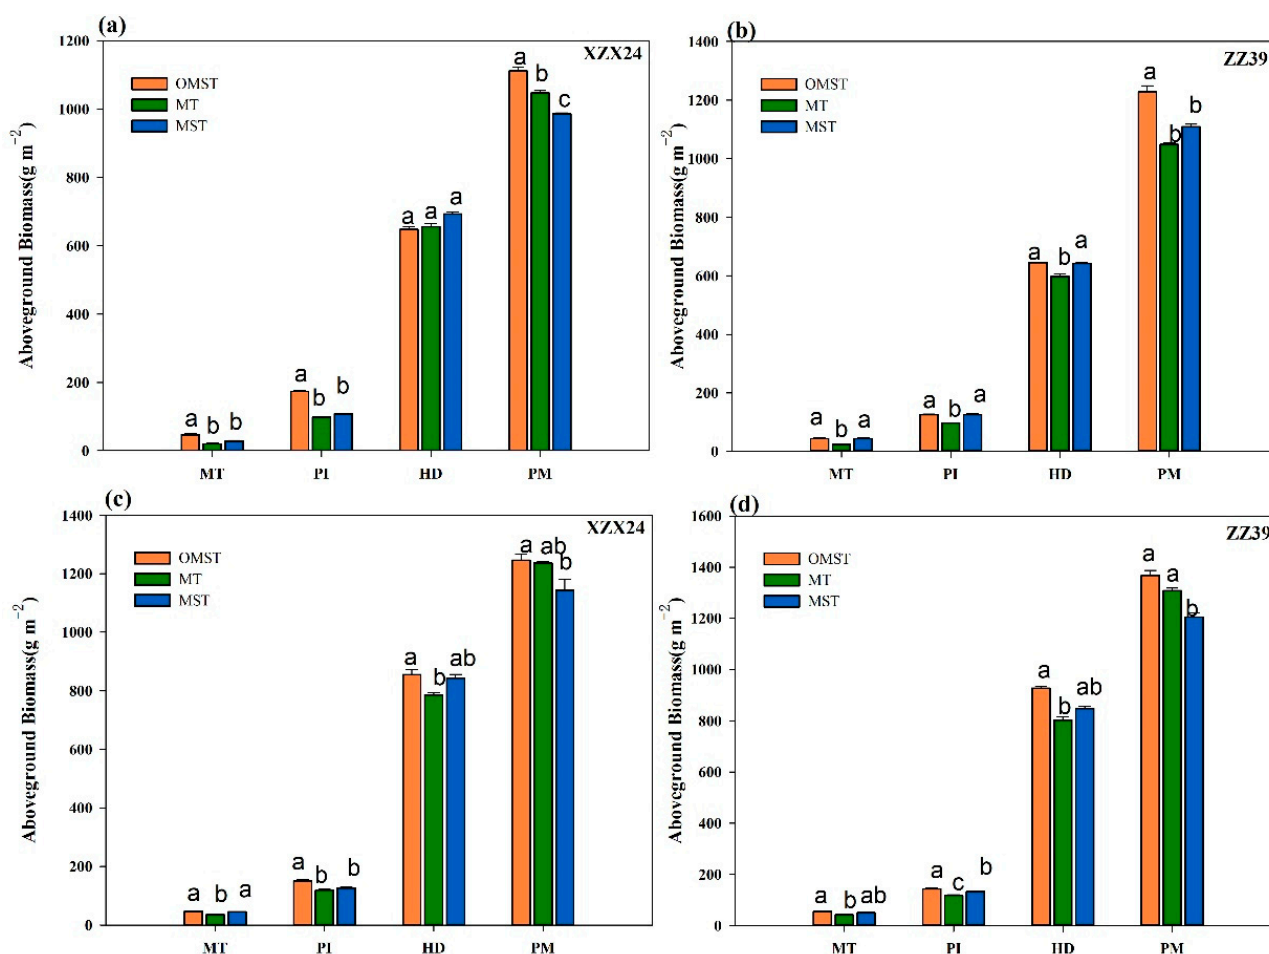 (a)
XZX24
OMST
MT
MST
Aboveground Biomass(g m⁻²)
1200
1000
800
600
400
200
0
a b b
a b b
a a a
a b c
MT PI HD PM
(b)
ZZ39
OMST
MT
MST
Aboveground Biomass(g m⁻²)
1400
1200
1000
800
600
400
200
0
a b a
a b a
a b a
a b b
MT PI HD PM
(c)
XZX24
OMST
MT
MST
Aboveground Biomass(g m⁻²)
1400
1200
1000
800
600
400
200
0
a b a
a b b
a b ab
a ab b
MT PI HD PM
(d)
ZZ39
OMST
MT
MST
Aboveground Biomass(g m⁻²)
1600
1400
1200
1000
800
600
400
200
0
a b ab
a c b
a b ab
a a b
MT PI HD PM